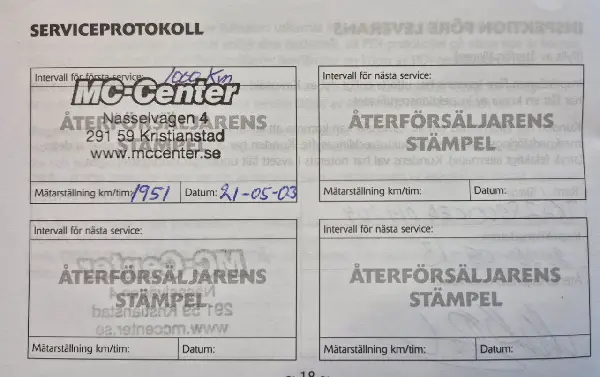 SERVICEPROTOKOLL
Intervall för första service: 1000 Km
MC-Center
ÅTERFÖRSÄLJARENS
Nasselvägen 4
291 59 Kristianstad
STÄMPEL
www.mccenter.se
Mätarställning km/tim: 1951 Datum: 21-05-03
Intervall för nästa service:
ÅTERFÖRSÄLJARENS
STÄMPEL
Mätarställning km/tim: Datum:
Intervall för nästa service:
ÅTERFÖRSÄLJARENS
STÄMPEL
Mätarställning km/tim: Datum:
Intervall för nästa service:
ÅTERFÖRSÄLJARENS
STÄMPEL
Mätarställning km/tim: Datum:
- 18 -